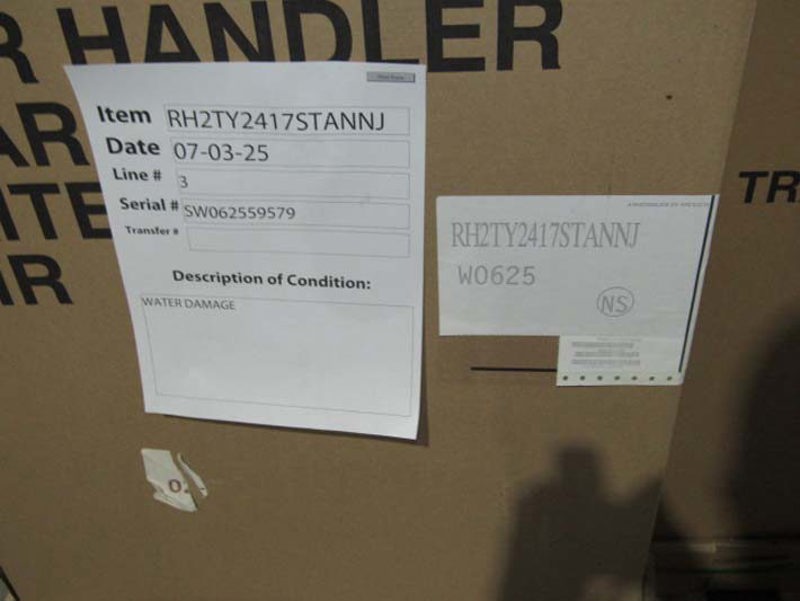 R HANDLER
AR
ITE
IR
TR
Item RH2TY2417STANNJ
Date 07-03-25
Line # 3
Serial # SW062559579
Transfer #
Description of Condition:
WATER DAMAGE
RH2TY2417STANNJ
W0625
NS
02